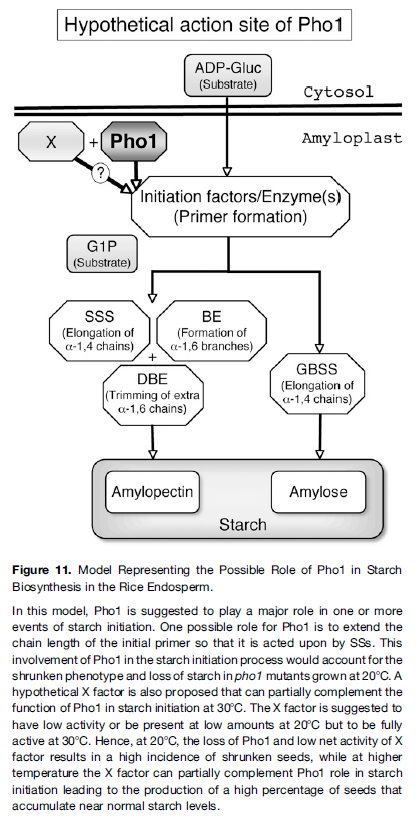 Hypothetical action site of Pho1
ADP-Gluc
(Substrate)
Cytosol
Amyloplast
X + Pho1
?
Initiation factors/Enzyme(s)
(Primer formation)
G1P
(Substrate)
SSS
(Elongation of
α-1,4 chains)
BE
(Formation of
α-1,6 branches)
+
DBE
(Trimming of extra
α-1,6 chains)
GBSS
(Elongation of
α-1,4 chains)
Amylopectin
Amylose
Starch
Figure 11. Model Representing the Possible Role of Pho1 in Starch
Biosynthesis in the Rice Endosperm.
In this model, Pho1 is suggested to play a major role in one or more
events of starch initiation. One possible role for Pho1 is to extend the
chain length of the initial primer so that it is acted upon by SSs. This
involvement of Pho1 in the starch initiation process would account for the
shrunken phenotype and loss of starch in pho1 mutants grown at 20°C. A
hypothetical X factor is also proposed that can partially complement the
function of Pho1 in starch initiation at 30°C. The X factor is suggested to
have low activity or be present at low amounts at 20°C but to be fully
active at 30°C. Hence, at 20°C, the loss of Pho1 and low net activity of X
factor results in a high incidence of shrunken seeds, while at higher
temperature the X factor can partially complement Pho1 role in starch
initiation leading to the production of a high percentage of seeds that
accumulate near normal starch levels.